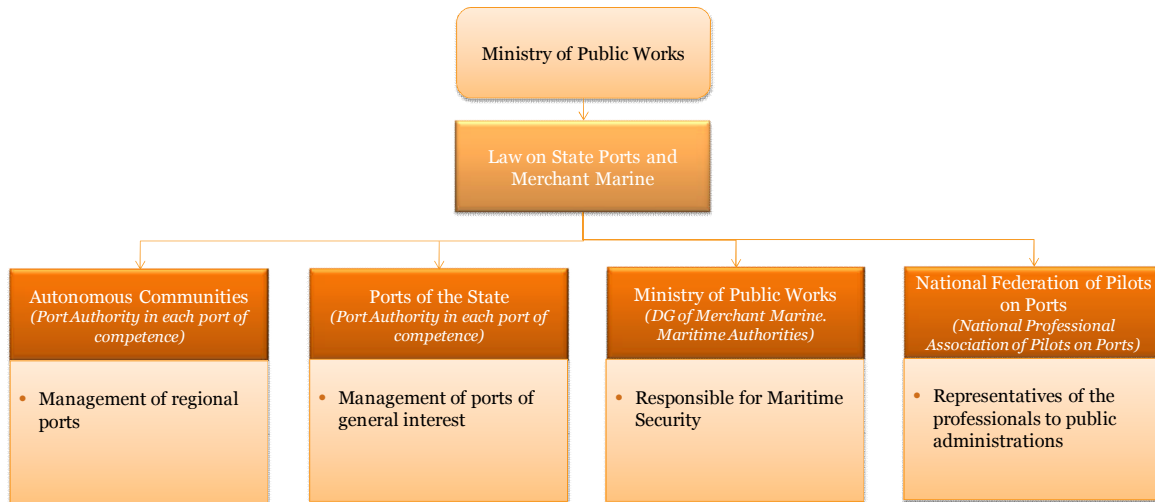 Ministry of Public Works
Law on State Ports and
Merchant Marine
Autonomous Communities
(Port Authority in each port of
competence)
• Management of regional
ports
Ports of the State
(Port Authority in each port of
competence)
• Management of ports of
general interest
Ministry of Public Works
(DG of Merchant Marine.
Maritime Authorities)
• Responsible for Maritime
Security
National Federation of Pilots
on Ports
(National Professional
Association of Pilots on Ports)
• Representatives of the
professionals to public
administrations